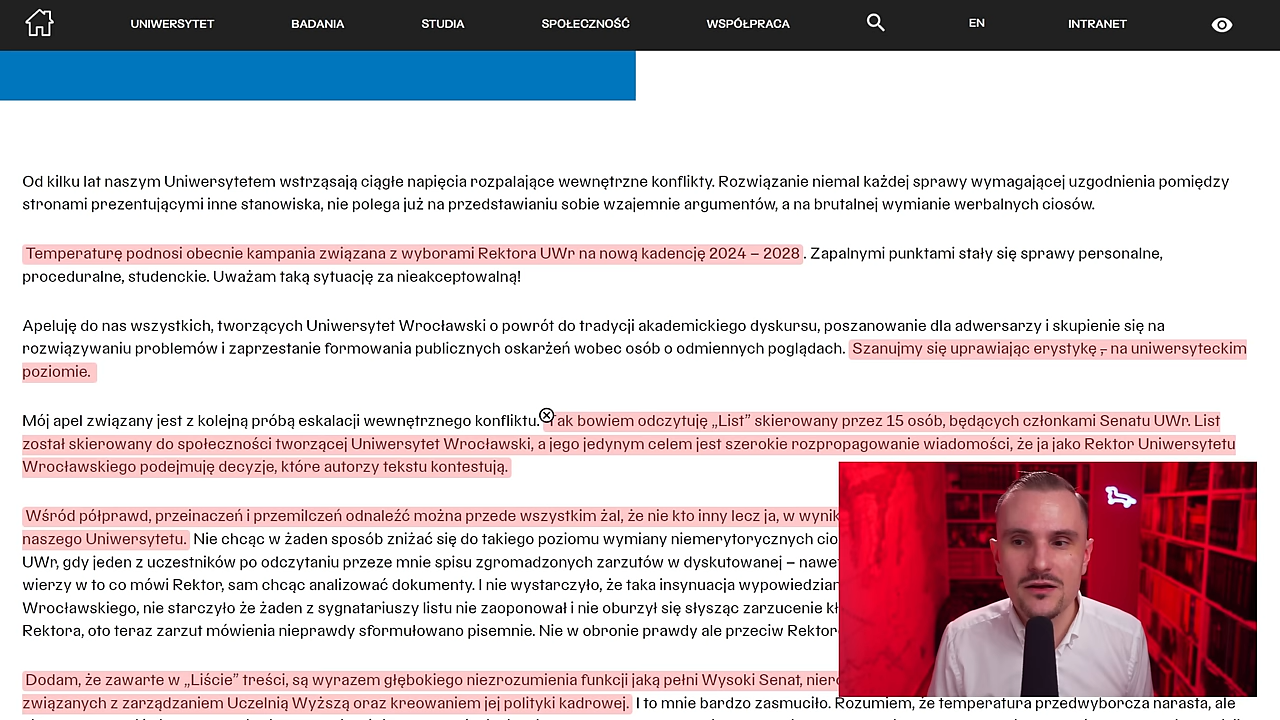 UNIWERSYTET BADANIA STUDIA SPOŁECZNOŚĆ WSPÓŁPRACA EN INTRANET
Od kilku lat naszym Uniwersytetem wstrząsają ciągłe napięcia rozpalające wewnętrzne konflikty. Rozwiązanie niemal każdej sprawy wymagającej uzgodnienia pomiędzy
stronami prezentującymi inne stanowiska, nie polega już na przedstawianiu sobie wzajemnie argumentów, a na brutalnej wymianie werbalnych ciosów.
Temperaturę podnosi obecnie kampania związana z wyborami Rektora UWr na nową kadencję 2024 – 2028. Zapalnymi punktami stały się sprawy personalne,
proceduralne, studenckie. Uważam taką sytuację za nieakceptowalną!
Apeluję do nas wszystkich, tworzących Uniwersytet Wrocławski o powrót do tradycji akademickiego dyskursu, poszanowanie dla adwersarzy i skupienie się na
rozwiązywaniu problemów i zaprzestanie formowania publicznych oskarżeń wobec osób o odmiennych poglądach. Szanujmy się uprawiając erystykę – na uniwersyteckim
poziomie.
Mój apel związany jest z kolejną próbą eskalacji wewnętrznego konfliktu. Tak bowiem odczytuję „List” skierowany przez 15 osób, będących członkami Senatu UWr. List
został skierowany do społeczności tworzącej Uniwersytet Wrocławski, a jego jedynym celem jest szerokie rozpropagowanie wiadomości, że ja jako Rektor Uniwersytetu
Wrocławskiego podejmuję decyzje, które autorzy tekstu kontestują.
Wśród półprawd, przeinaczeń i przemilczeń odnaleźć można przede wszystkim żal, że nie kto inny lecz ja, w
naszego Uniwersytetu. Nie chcąc w żaden sposób zniżać się do takiego poziomu wymiany niemerytorycznych
UWr, gdy jeden z uczestników po odczytaniu przeze mnie spisu zgromadzonych zarzutów w dyskutowanej –
wierzy w to co mówi Rektor, sam chcąc analizować dokumenty. I nie wystarczyło, że taka insynuacja
Wrocławskiego, nie starczyło że żaden z sygnatariuszy listu nie zaoponował i nie oburzył się słysząc zarzucenie
Rektora, oto teraz zarzut mówienia nieprawdy sformułowano pisemnie. Nie w obronie prawdy ale przeciw
Dodam, że zawarte w „Liście” treści, są wyrazem głębokiego niezrozumienia funkcji jaką pełni Wysoki Senat,
związanych z zarządzaniem Uczelnią Wyższą oraz kreowaniem jej polityki kadrowej. I to mnie bardzo zasmuciło. Rozumiem, że temperatura przedwyborcza narasta, ale